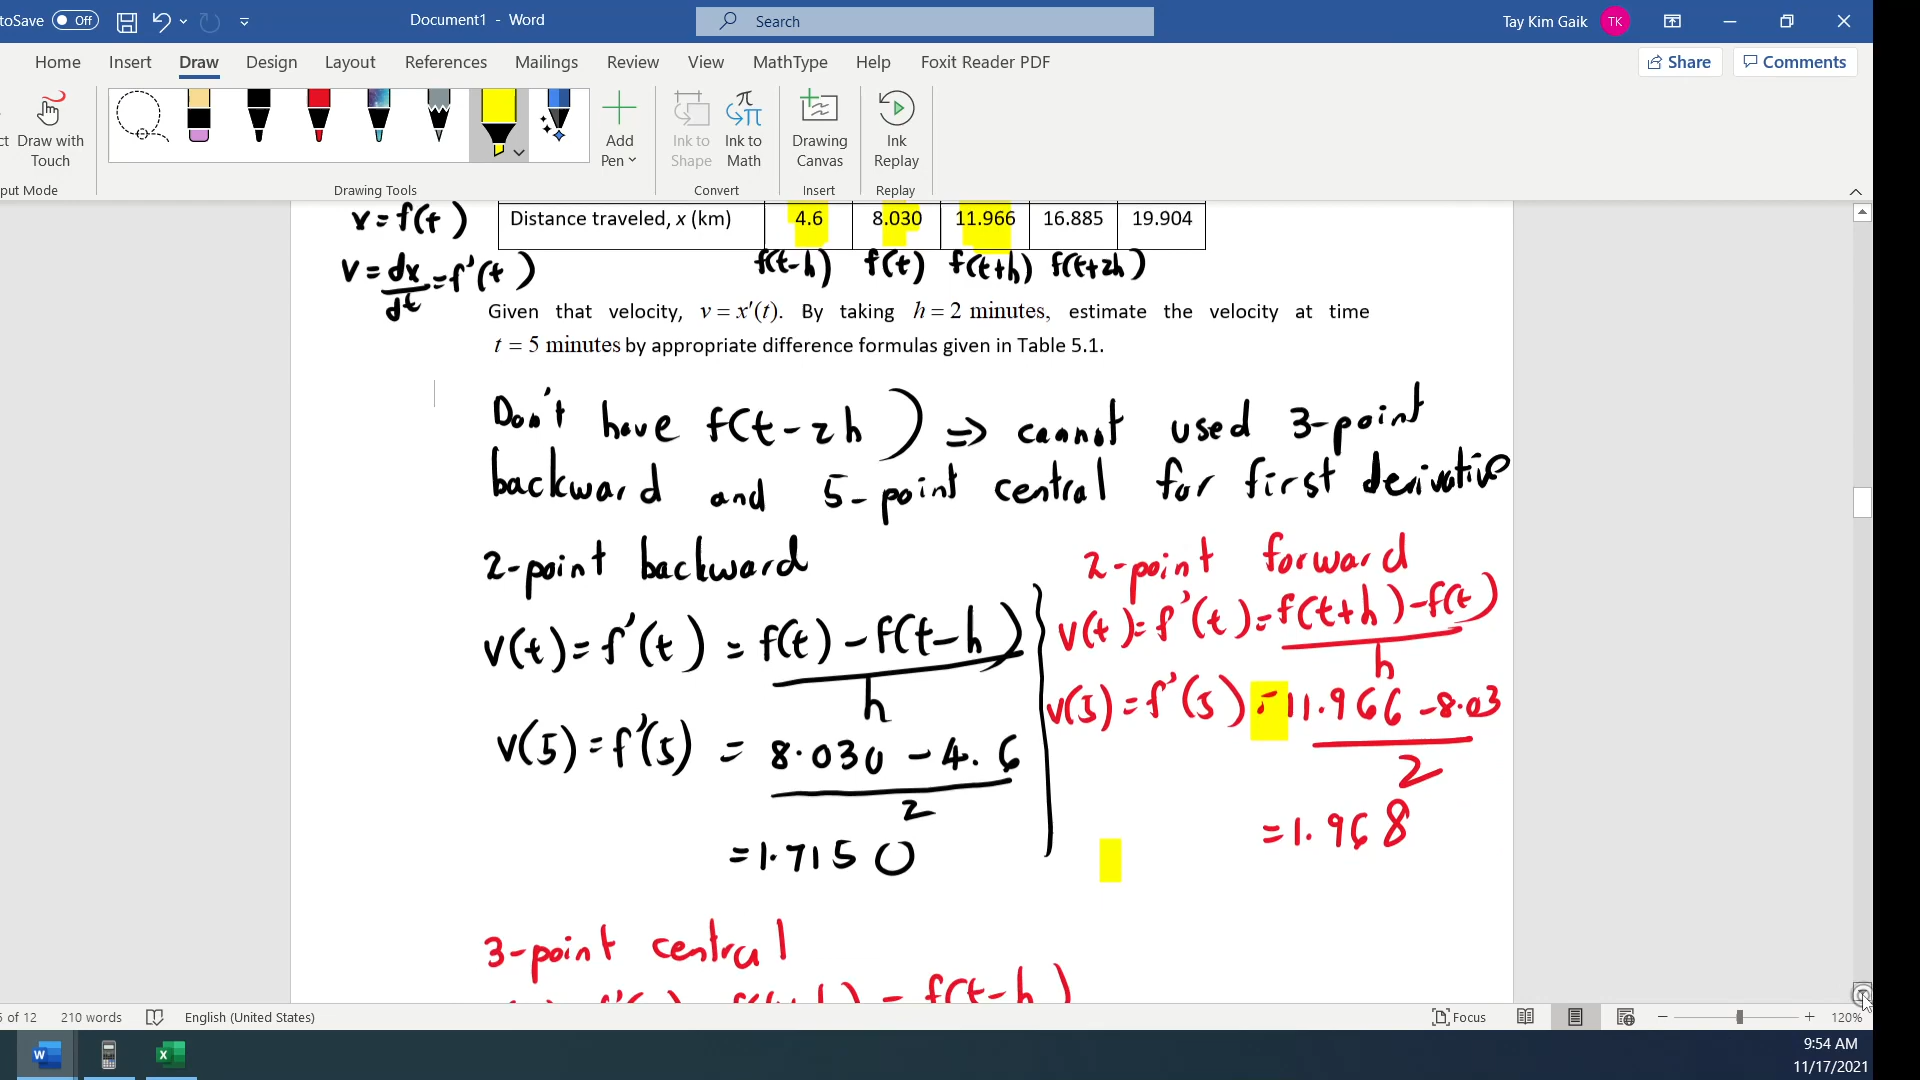 toSave Off Document1 - Word Search Tay Kim Gaik TK
Home Insert Draw Design Layout References Mailings Review View MathType Help Foxit Reader PDF Share Comments
Draw with Touch
Add Pen
Ink to Shape
Ink to Math
Drawing Canvas
Ink Replay
put Mode Drawing Tools Convert Insert Replay
v = f(t)
Distance traveled, x (km) 4.6 8.030 11.966 16.885 19.904
f(t-h) f(t) f(t+h) f(t+2h)
v = dx/dt = f'(t)
Given that velocity, v = x′(t). By taking h = 2 minutes, estimate the velocity at time
t = 5 minutes by appropriate difference formulas given in Table 5.1.
Don't have f(t-2h) => cannot used 3-point
backward and 5-point central for first derivative
2-point backward
v(t) = f'(t) = f(t) - f(t-h) / h
v(5) = f'(5) = 8.030 - 4.6 / 2
= 1.7150
2-point forward
v(t) = f'(t) = f(t+h) - f(t) / h
v(5) = f'(5) = 11.966 - 8.03 / 2
= 1.968
3-point central
f(t-h)
of 12 210 words English (United States) Focus 120%
9:54 AM
11/17/2021